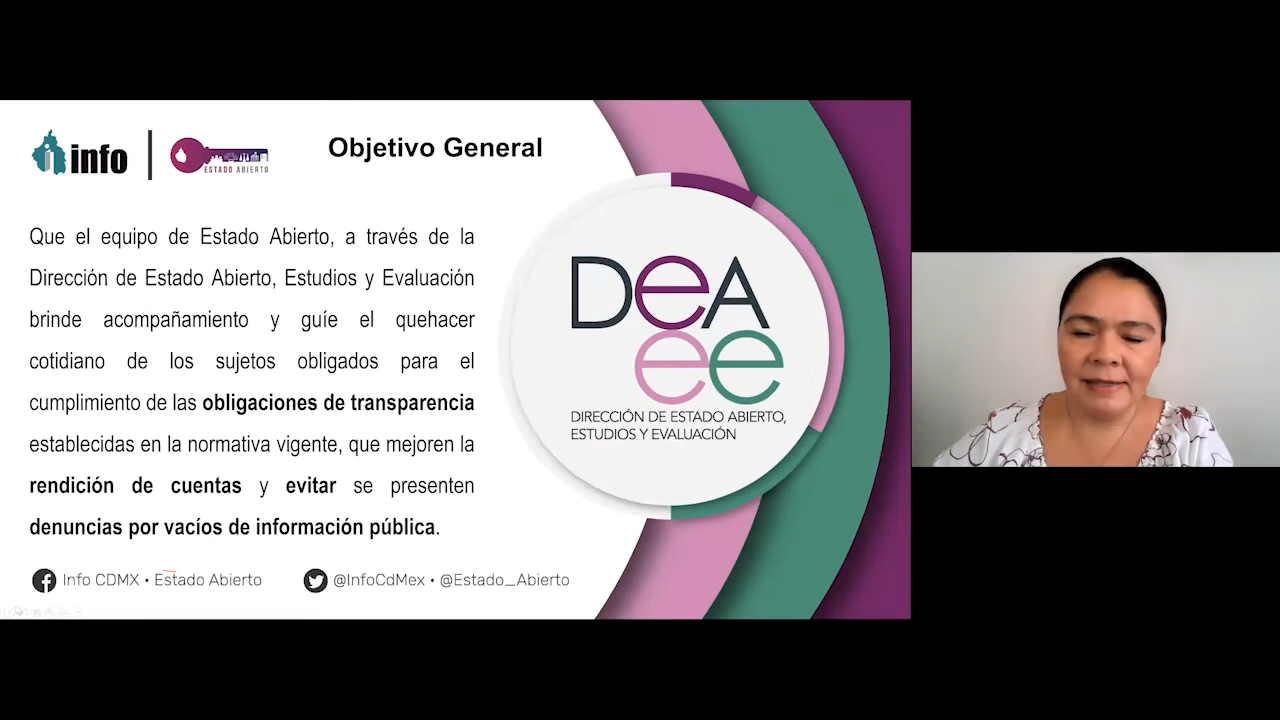 info
ESTADO ABIERTO
Objetivo General
Que el equipo de Estado Abierto, a través de la
Dirección de Estado Abierto, Estudios y Evaluación
brinde acompañamiento y guíe el quehacer
cotidiano de los sujetos obligados para el
cumplimiento de las obligaciones de transparencia
establecidas en la normativa vigente, que mejoren la
rendición de cuentas y evitar se presenten
denuncias por vacíos de información pública.
DeA
ee
DIRECCIÓN DE ESTADO ABIERTO,
ESTUDIOS Y EVALUACIÓN
Info CDMX • Estado Abierto
@InfoCdMex • @Estado_Abierto